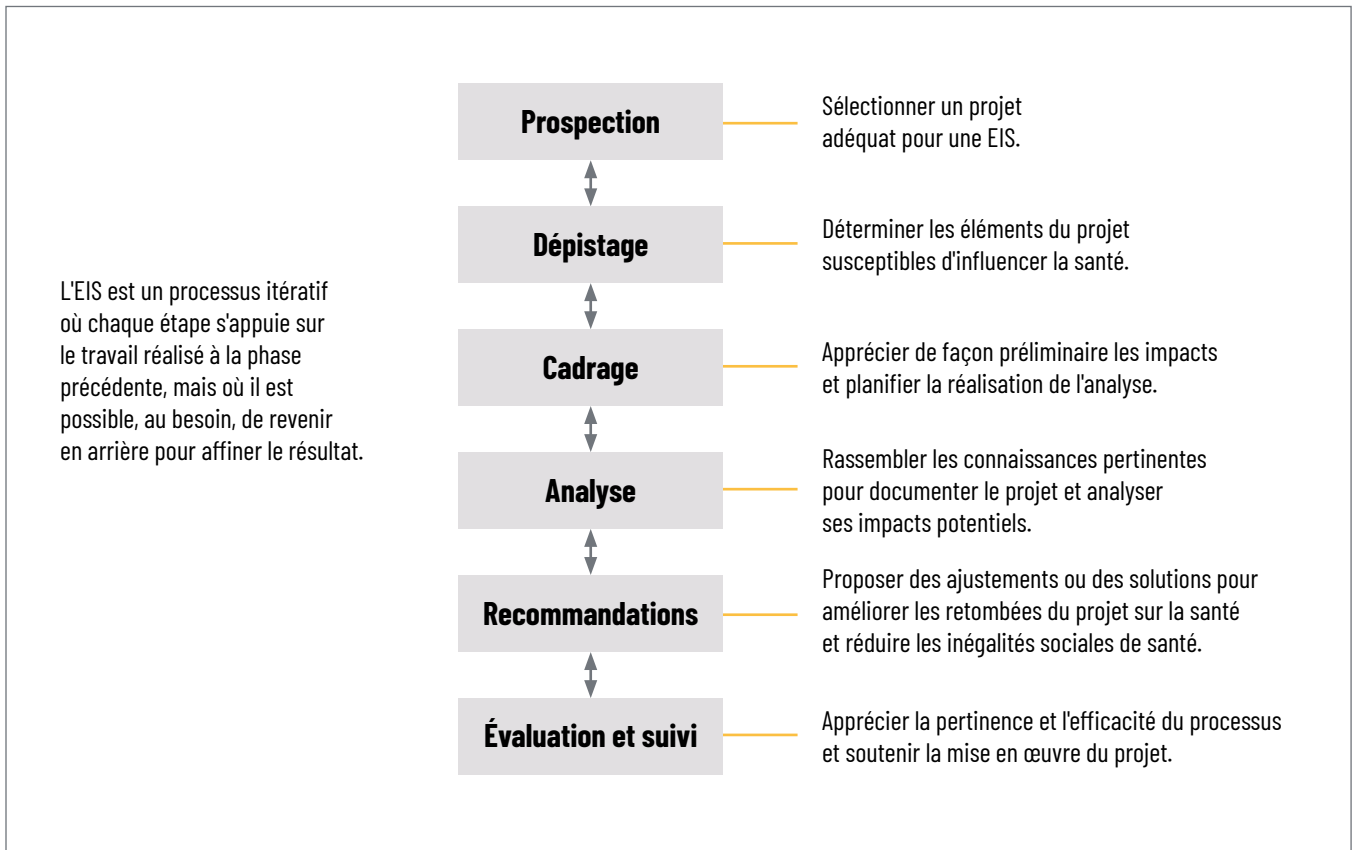 Prospection
Sélectionner un projet
adéquat pour une EIS.
Dépistage
Déterminer les éléments du projet
susceptibles d'influencer la santé.
L'EIS est un processus itératif
où chaque étape s'appuie sur
le travail réalisé à la phase
précédente, mais où il est
possible, au besoin, de revenir
en arrière pour affiner le résultat.
Cadrage
Apprécier de façon préliminaire les impacts
et planifier la réalisation de l'analyse.
Analyse
Rassembler les connaissances pertinentes
pour documenter le projet et analyser
ses impacts potentiels.
Recommandations
Proposer des ajustements ou des solutions pour
améliorer les retombées du projet sur la santé
et réduire les inégalités sociales de santé.
Évaluation et suivi
Apprécier la pertinence et l'efficacité du processus
et soutenir la mise en œuvre du projet.